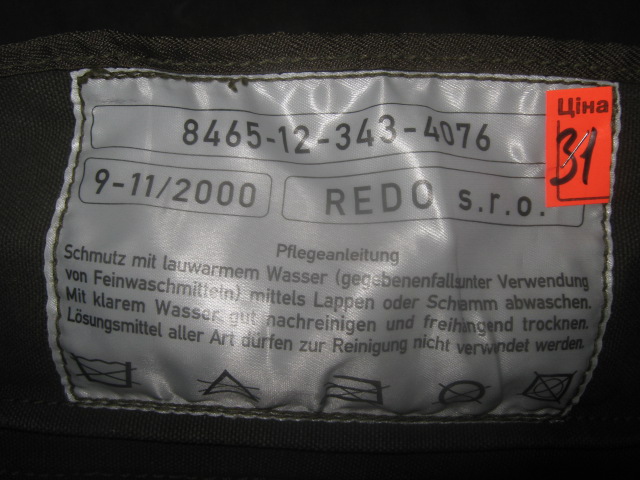 Ціна
31
8465-12-343-4076
9-11/2000
REDO s.r.o.
Pflegeanleitung
Schmutz mit lauwarmem Wasser (gegebenenfallsunter Verwendung
von Feinwaschmitteln) mittels Lappen oder Schwamm abwaschen.
Mit klarem Wasser gut nachreinigen und freihängend trocknen.
Lösungsmittel aller Art dürfen zur Reinigung nicht verwendet werden.